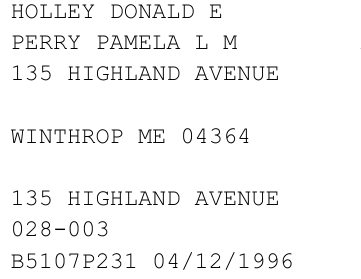 HOLLEY DONALD E
PERRY PAMELA L M
135 HIGHLAND AVENUE
WINTHROP ME 04364
135 HIGHLAND AVENUE
028-003
B5107P231 04/12/1996